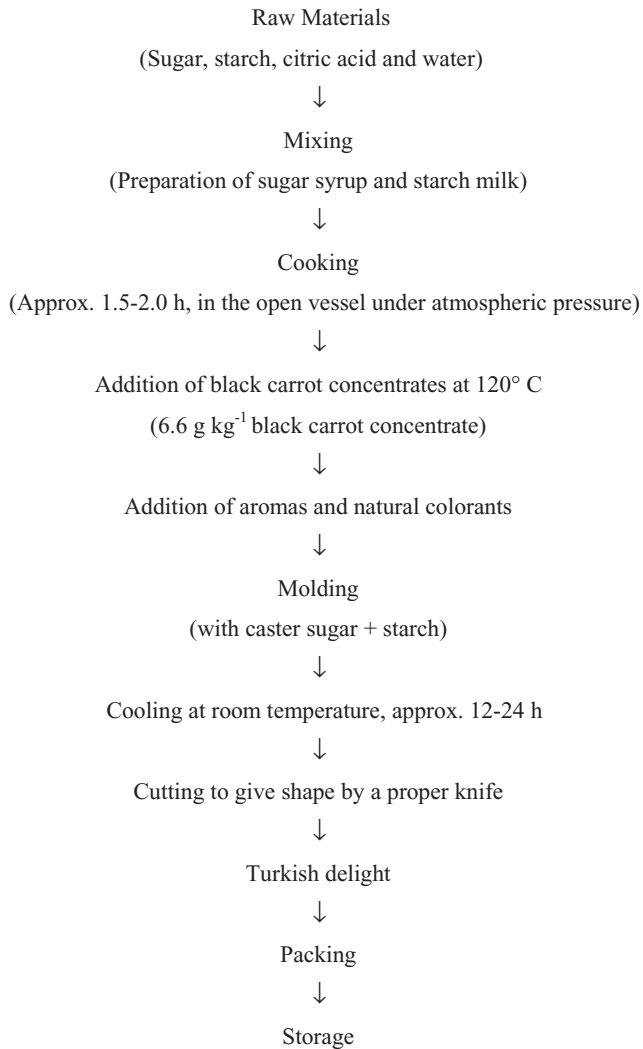 Raw Materials
(Sugar, starch, citric acid and water)
↓
Mixing
(Preparation of sugar syrup and starch milk)
↓
Cooking
(Approx. 1.5-2.0 h, in the open vessel under atmospheric pressure)
↓
Addition of black carrot concentrates at 120° C
(6.6 g kg⁻¹ black carrot concentrate)
↓
Addition of aromas and natural colorants
↓
Molding
(with caster sugar + starch)
↓
Cooling at room temperature, approx. 12-24 h
↓
Cutting to give shape by a proper knife
↓
Turkish delight
↓
Packing
↓
Storage